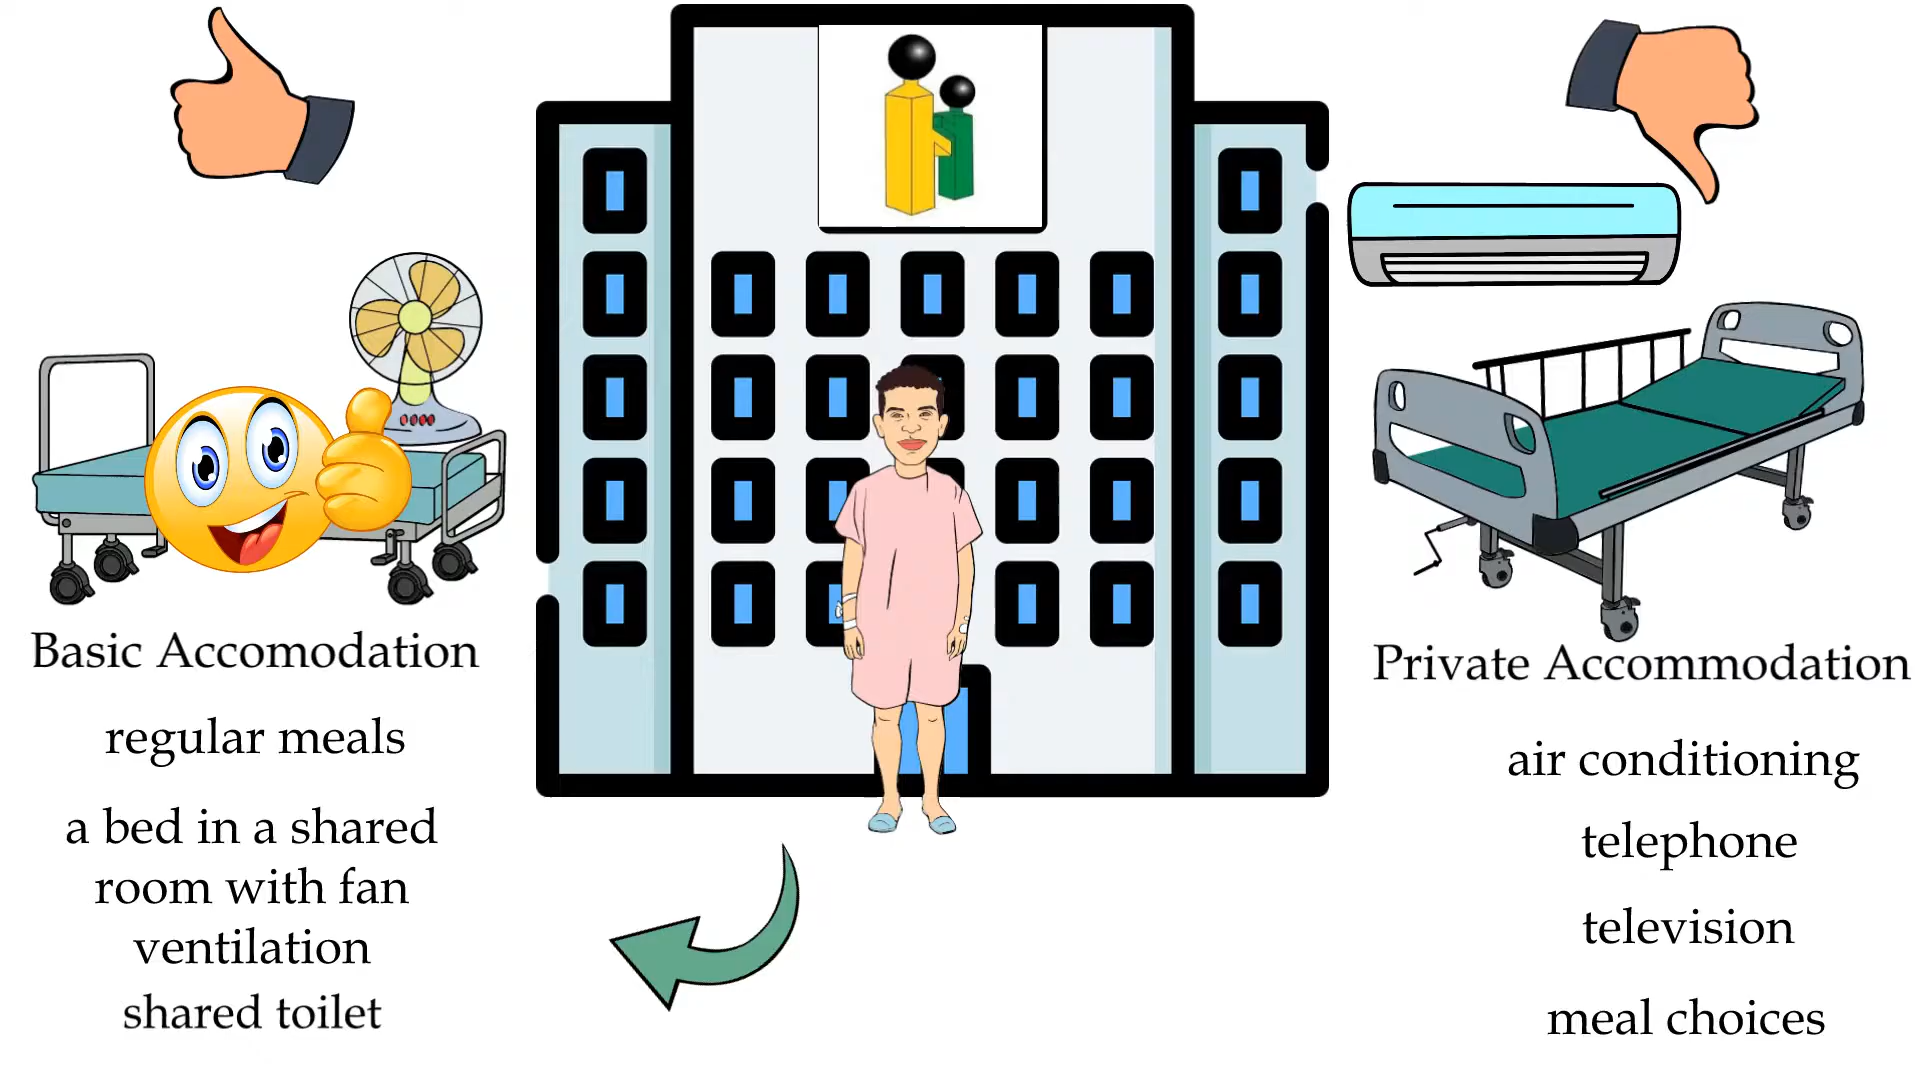 Basic Accomodation
regular meals
a bed in a shared
room with fan
ventilation
shared toilet
Private Accommodation
air conditioning
telephone
television
meal choices